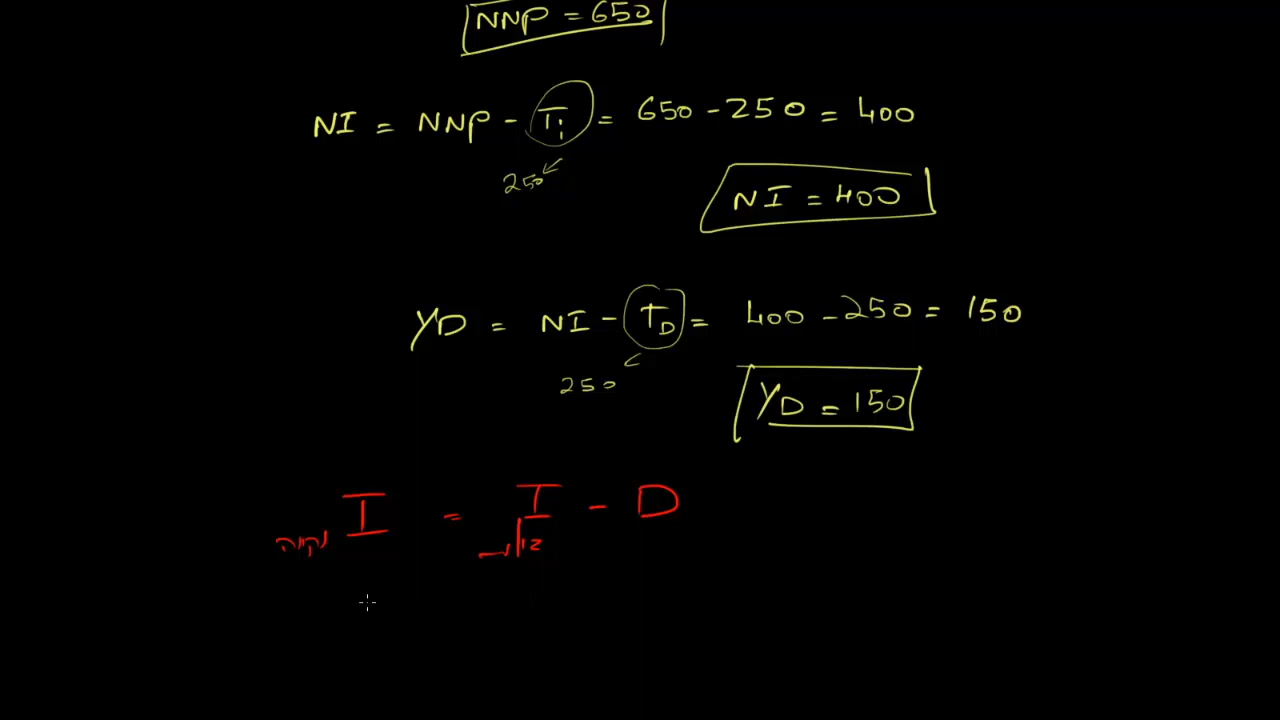 NNP = 650
NI = NNP - Ti = 650 - 250 = 400
250
NI = 400
YD = NI - TD = 400 - 250 = 150
250
YD = 150
I = I - D
נקיה